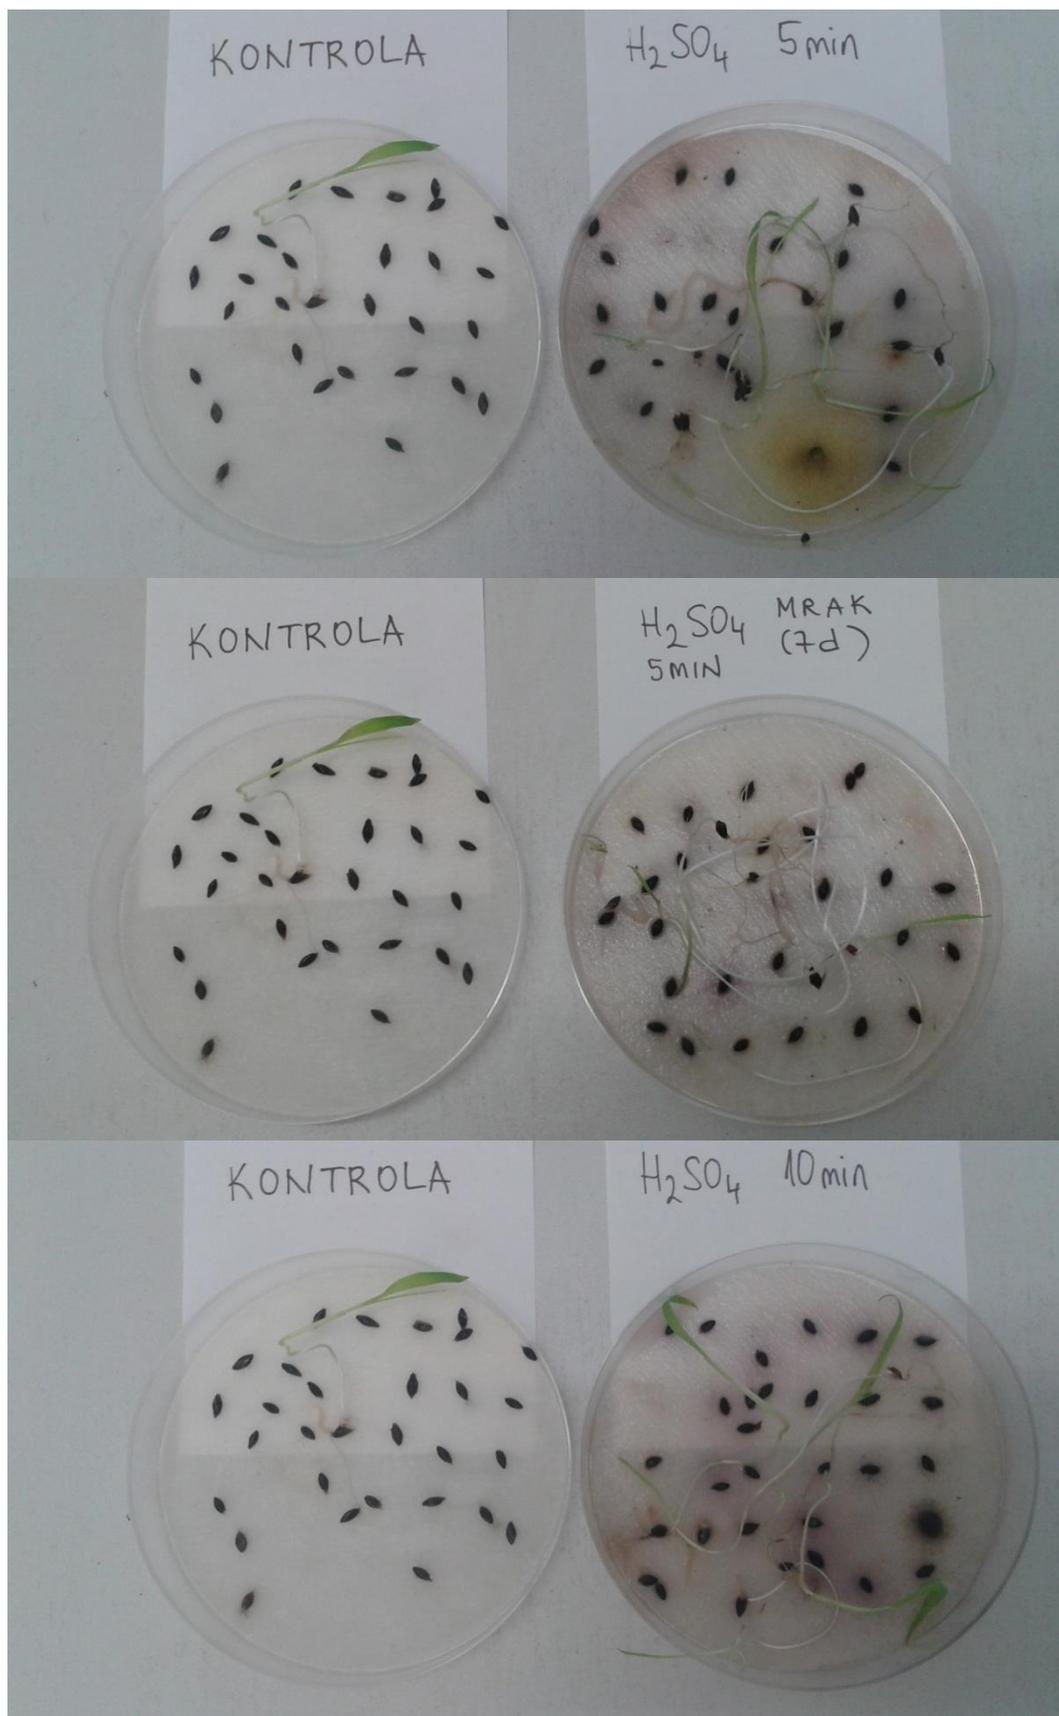 KONTROLA
H₂SO₄ 5min
KONTROLA
H₂SO₄ MRAK
5MIN (7d)
KONTROLA
H₂SO₄ 10min